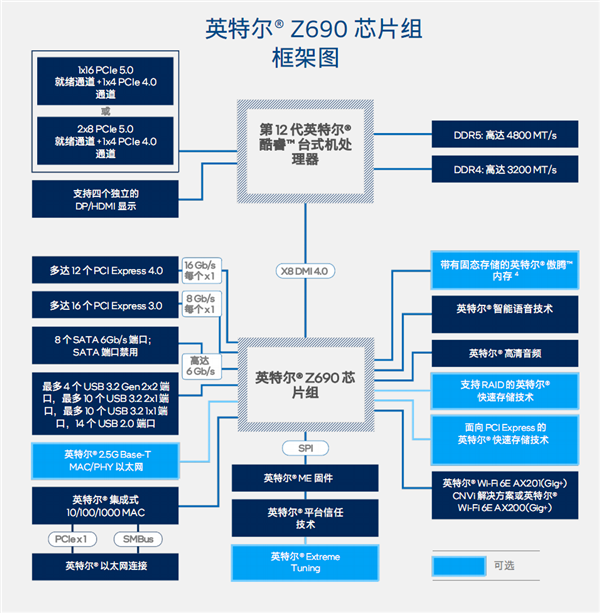 英特尔® Z690 芯片组
框架图
1x16 PCIe 5.0
就绪通道 +1x4 PCIe 4.0
通道
或
2x8 PCIe 5.0
就绪通道 +1x4 PCIe 4.0
通道
支持四个独立的
DP/HDMI 显示
第 12 代英特尔®
酷睿™ 台式机处
理器
DDR5: 高达 4800 MT/s
DDR4: 高达 3200 MT/s
X8 DMI 4.0
多达 12 个 PCI Express 4.0
16 Gb/s
每个 x1
多达 16 个 PCI Express 3.0
8 Gb/s
每个 x1
8 个 SATA 6Gb/s 端口;
SATA 端口禁用
高达
6 Gb/s
最多 4 个 USB 3.2 Gen 2x2 端
口，最多 10 个 USB 3.2 2x1 端
口，最多 10 个 USB 3.2 1x1 端
口，14 个 USB 2.0 端口
英特尔® 2.5G Base-T
MAC/PHY 以太网
英特尔® 集成式
10/100/1000 MAC
PCIe x 1
SMBus
英特尔® 以太网连接
英特尔® Z690 芯
片组
SPI
英特尔® ME 固件
英特尔® 平台信任
技术
英特尔® Extreme
Tuning
带有固态存储的英特尔® 傲腾™
内存 4
英特尔® 智能语音技术
英特尔® 高清音频
支持 RAID 的英特尔®
快速存储技术
面向 PCI Express 的
英特尔® 快速存储技术
英特尔® Wi-Fi 6E AX201(Gig+)
CNVi 解决方案或英特尔®
Wi-Fi 6E AX200(Gig+)
可选